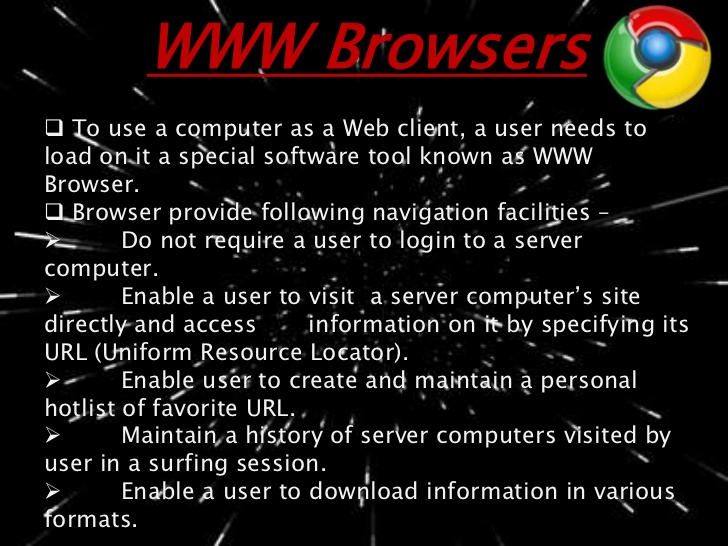 WWW Browsers
❑ To use a computer as a Web client, a user needs to
load on it a special software tool known as WWW
Browser.
❑ Browser provide following navigation facilities –
➢ Do not require a user to login to a server
computer.
➢ Enable a user to visit a server computer’s site
directly and access information on it by specifying its
URL (Uniform Resource Locator).
➢ Enable user to create and maintain a personal
hotlist of favorite URL.
➢ Maintain a history of server computers visited by
user in a surfing session.
➢ Enable a user to download information in various
formats.